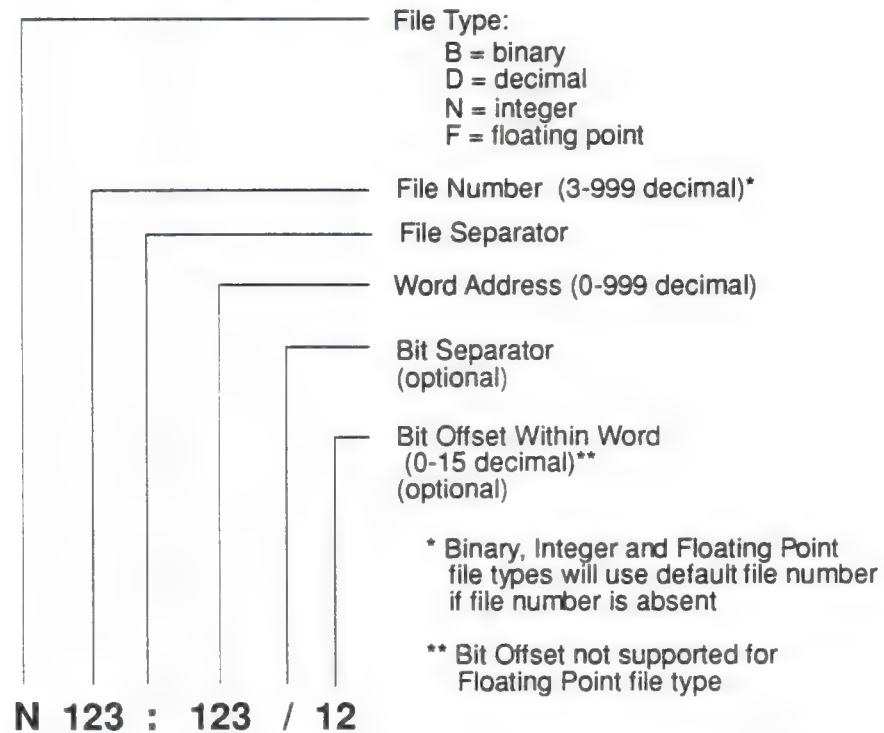 File Type:
B = binary
D = decimal
N = integer
F = floating point
File Number (3-999 decimal)*
File Separator
Word Address (0-999 decimal)
Bit Separator
(optional)
Bit Offset Within Word
(0-15 decimal)**
(optional)
* Binary, Integer and Floating Point
file types will use default file number
if file number is absent
** Bit Offset not supported for
Floating Point file type
N 123 : 123 / 12